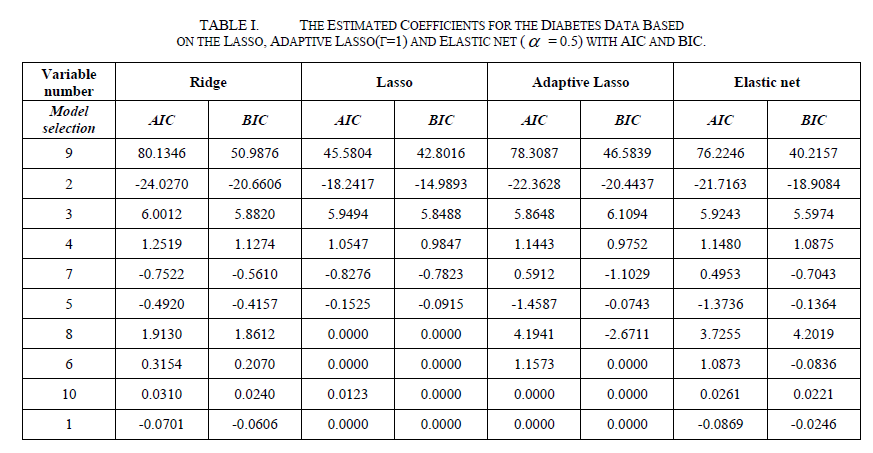 TABLE I. THE ESTIMATED COEFFICIENTS FOR THE DIABETES DATA BASED
ON THE LASSO, ADAPTIVE LASSO(Γ=1) AND ELASTIC NET ( α = 0.5) WITH AIC AND BIC.
Variable number Ridge Lasso Adaptive Lasso Elastic net
Model selection AIC BIC AIC BIC AIC BIC AIC BIC
9 80.1346 50.9876 45.5804 42.8016 78.3087 46.5839 76.2246 40.2157
2 -24.0270 -20.6606 -18.2417 -14.9893 -22.3628 -20.4437 -21.7163 -18.9084
3 6.0012 5.8820 5.9494 5.8488 5.8648 6.1094 5.9243 5.5974
4 1.2519 1.1274 1.0547 0.9847 1.1443 0.9752 1.1480 1.0875
7 -0.7522 -0.5610 -0.8276 -0.7823 0.5912 -1.1029 0.4953 -0.7043
5 -0.4920 -0.4157 -0.1525 -0.0915 -1.4587 -0.0743 -1.3736 -0.1364
8 1.9130 1.8612 0.0000 0.0000 4.1941 -2.6711 3.7255 4.2019
6 0.3154 0.2070 0.0000 0.0000 1.1573 0.0000 1.0873 -0.0836
10 0.0310 0.0240 0.0123 0.0000 0.0000 0.0000 0.0261 0.0221
1 -0.0701 -0.0606 0.0000 0.0000 0.0000 0.0000 -0.0869 -0.0246